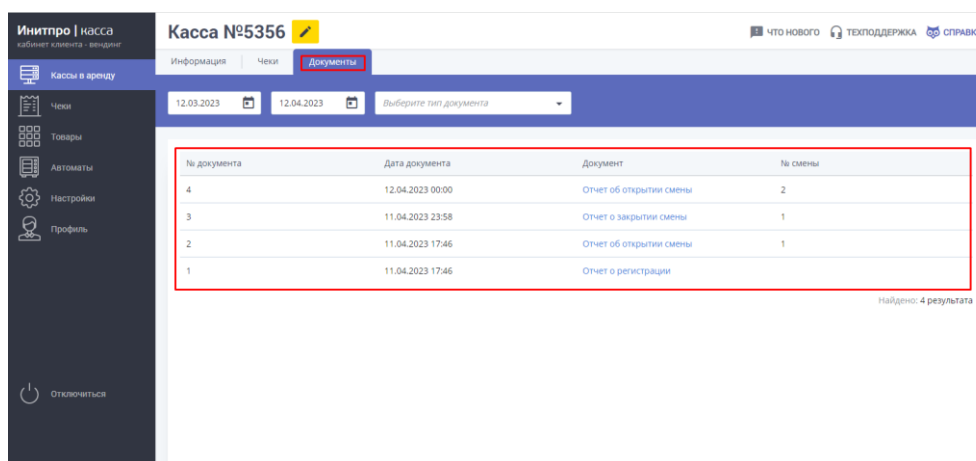 Инитпро | касса
кабинет клиента - вендинг
Кассы в аренду
Чеки
Товары
Автоматы
Настройки
Профиль
Отключиться
Касса №5356
ЧТО НОВОГО ТЕХПОДДЕРЖКА СПРАВК
Информация Чеки Документы
12.03.2023 12.04.2023 Выберите тип документа
№ документа Дата документа Документ № смены
4 12.04.2023 00:00 Отчет об открытии смены 2
3 11.04.2023 23:58 Отчет о закрытии смены 1
2 11.04.2023 17:46 Отчет об открытии смены 1
1 11.04.2023 17:46 Отчет о регистрации
Найдено: 4 результата